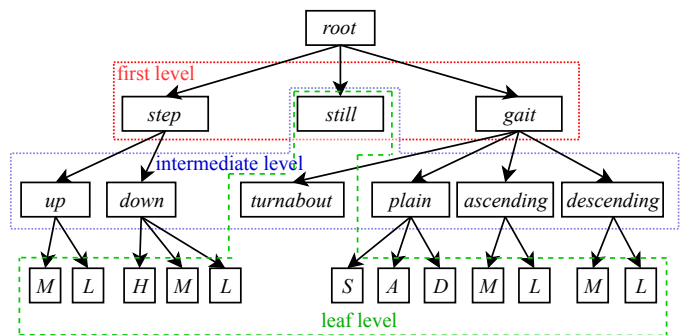 root
first level
step still gait
intermediate level
up down turnabout plain ascending descending
M L H M L S A D M L M L
leaf level